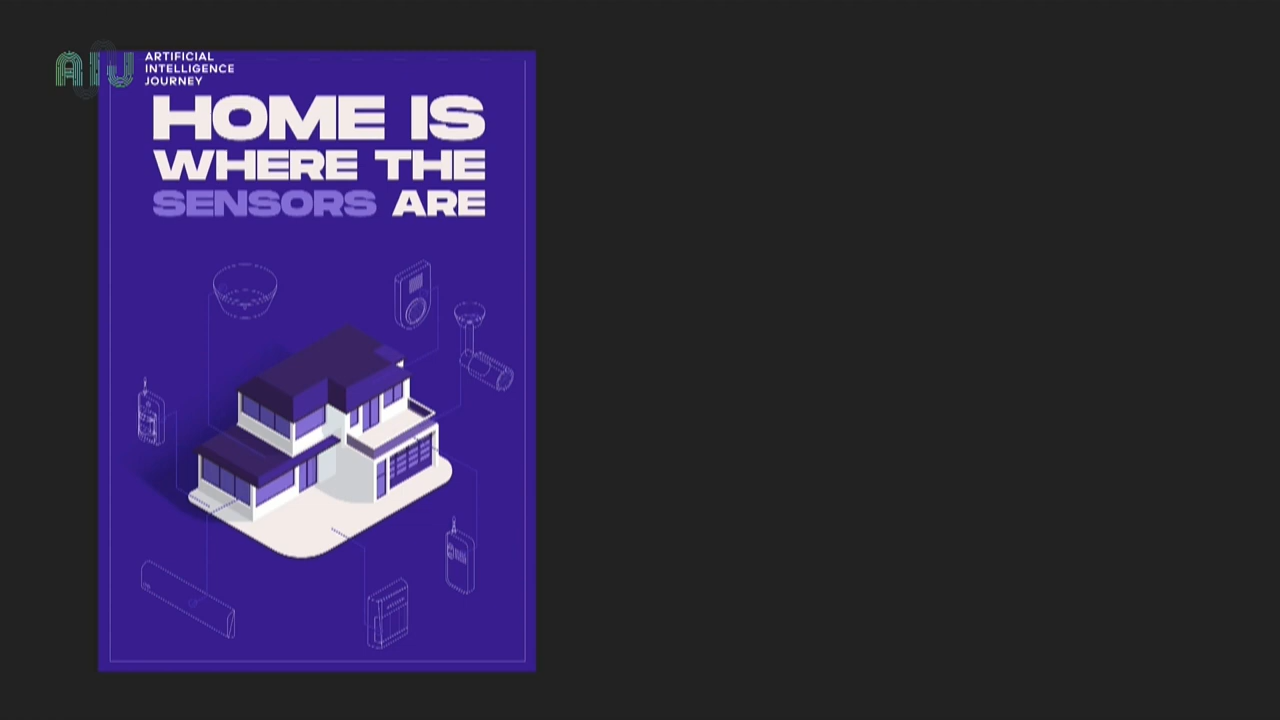 AIJ
ARTIFICIAL
INTELLIGENCE
JOURNEY
HOME IS
WHERE THE
SENSORS ARE